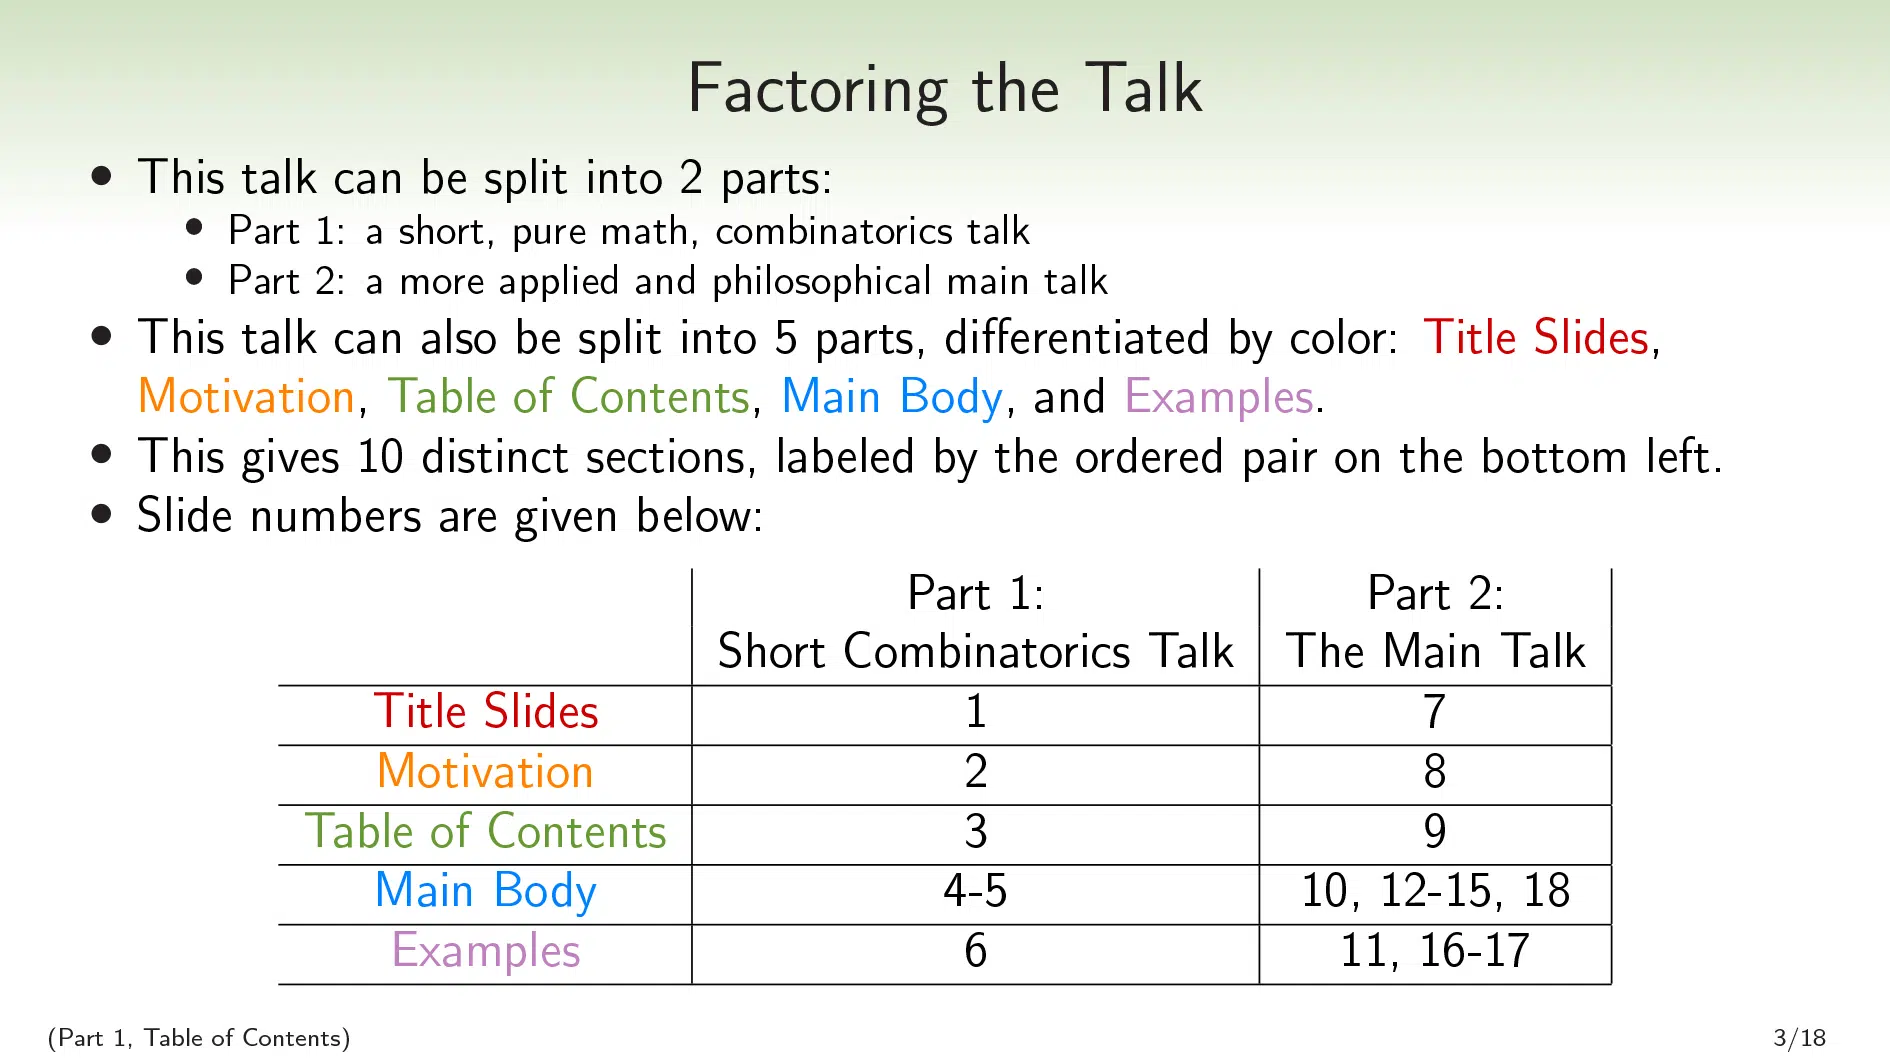 Factoring the Talk
• This talk can be split into 2 parts:
• Part 1: a short, pure math, combinatorics talk
• Part 2: a more applied and philosophical main talk
• This talk can also be split into 5 parts, differentiated by color: Title Slides,
Motivation, Table of Contents, Main Body, and Examples.
• This gives 10 distinct sections, labeled by the ordered pair on the bottom left.
• Slide numbers are given below:
Part 1: Part 2:
Short Combinatorics Talk The Main Talk
Title Slides 1 7
Motivation 2 8
Table of Contents 3 9
Main Body 4-5 10, 12-15, 18
Examples 6 11, 16-17
(Part 1, Table of Contents) 3/18